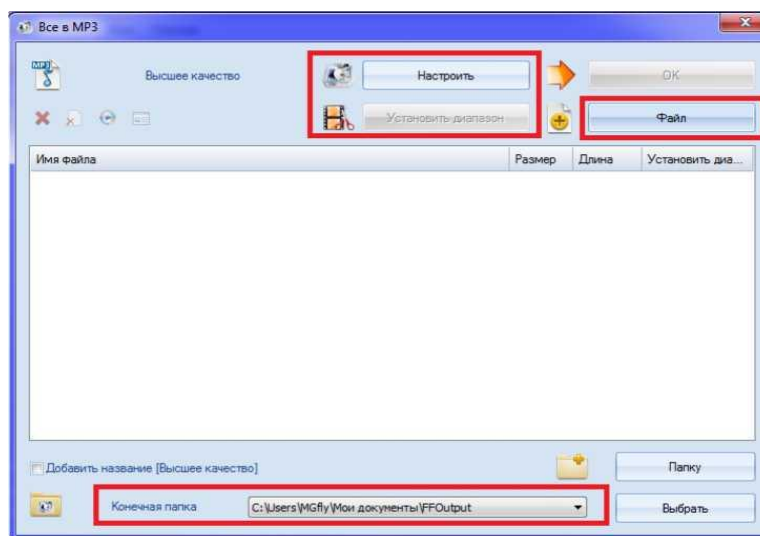 Все в MP3
MP3
Высшее качество
Настроить
OK
Установить диапазон
Файл
Имя файла
Размер
Длина
Установить диа...
Добавить название [Высшее качество]
Папку
Конечная папка
C:\Users\MGfly\Мои документы\FFOutput
Выбрать